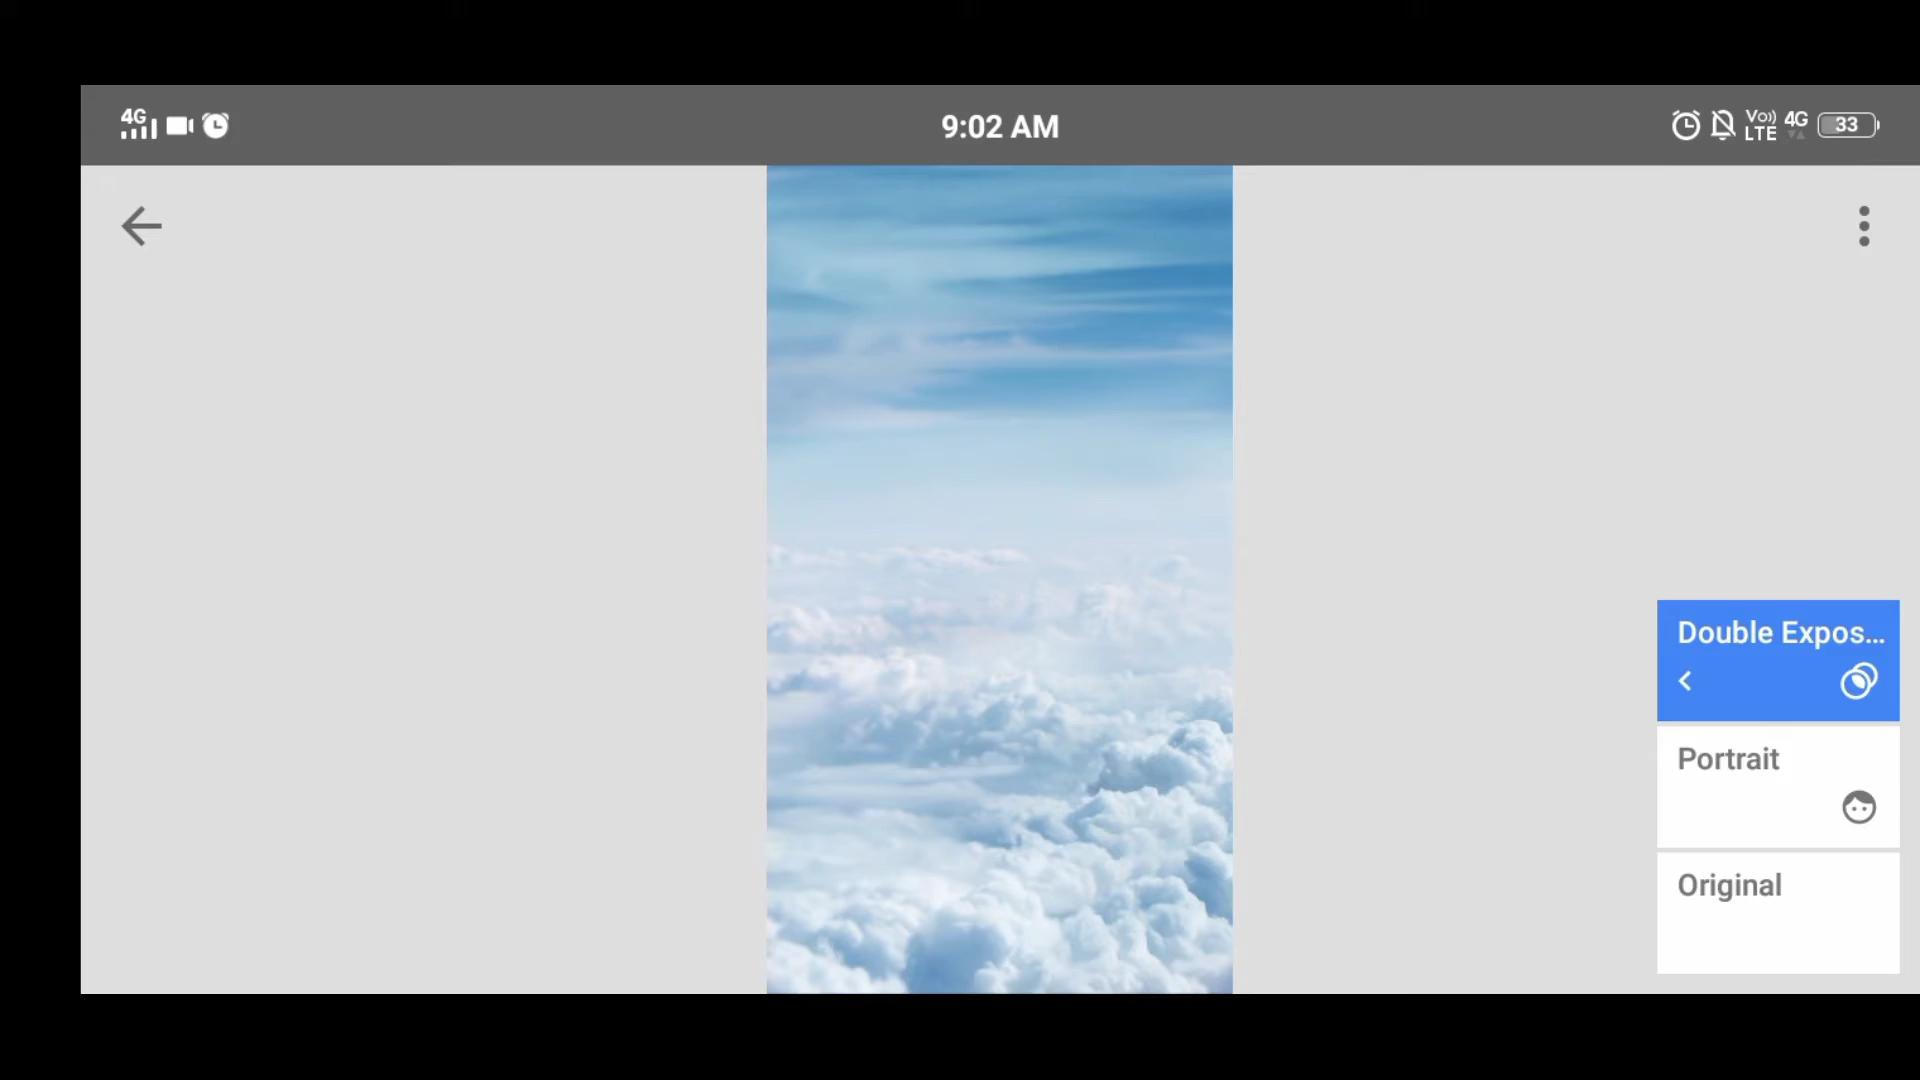 4G
9:02 AM
Vo)) LTE 4G 33
Double Expos...
Portrait
Original